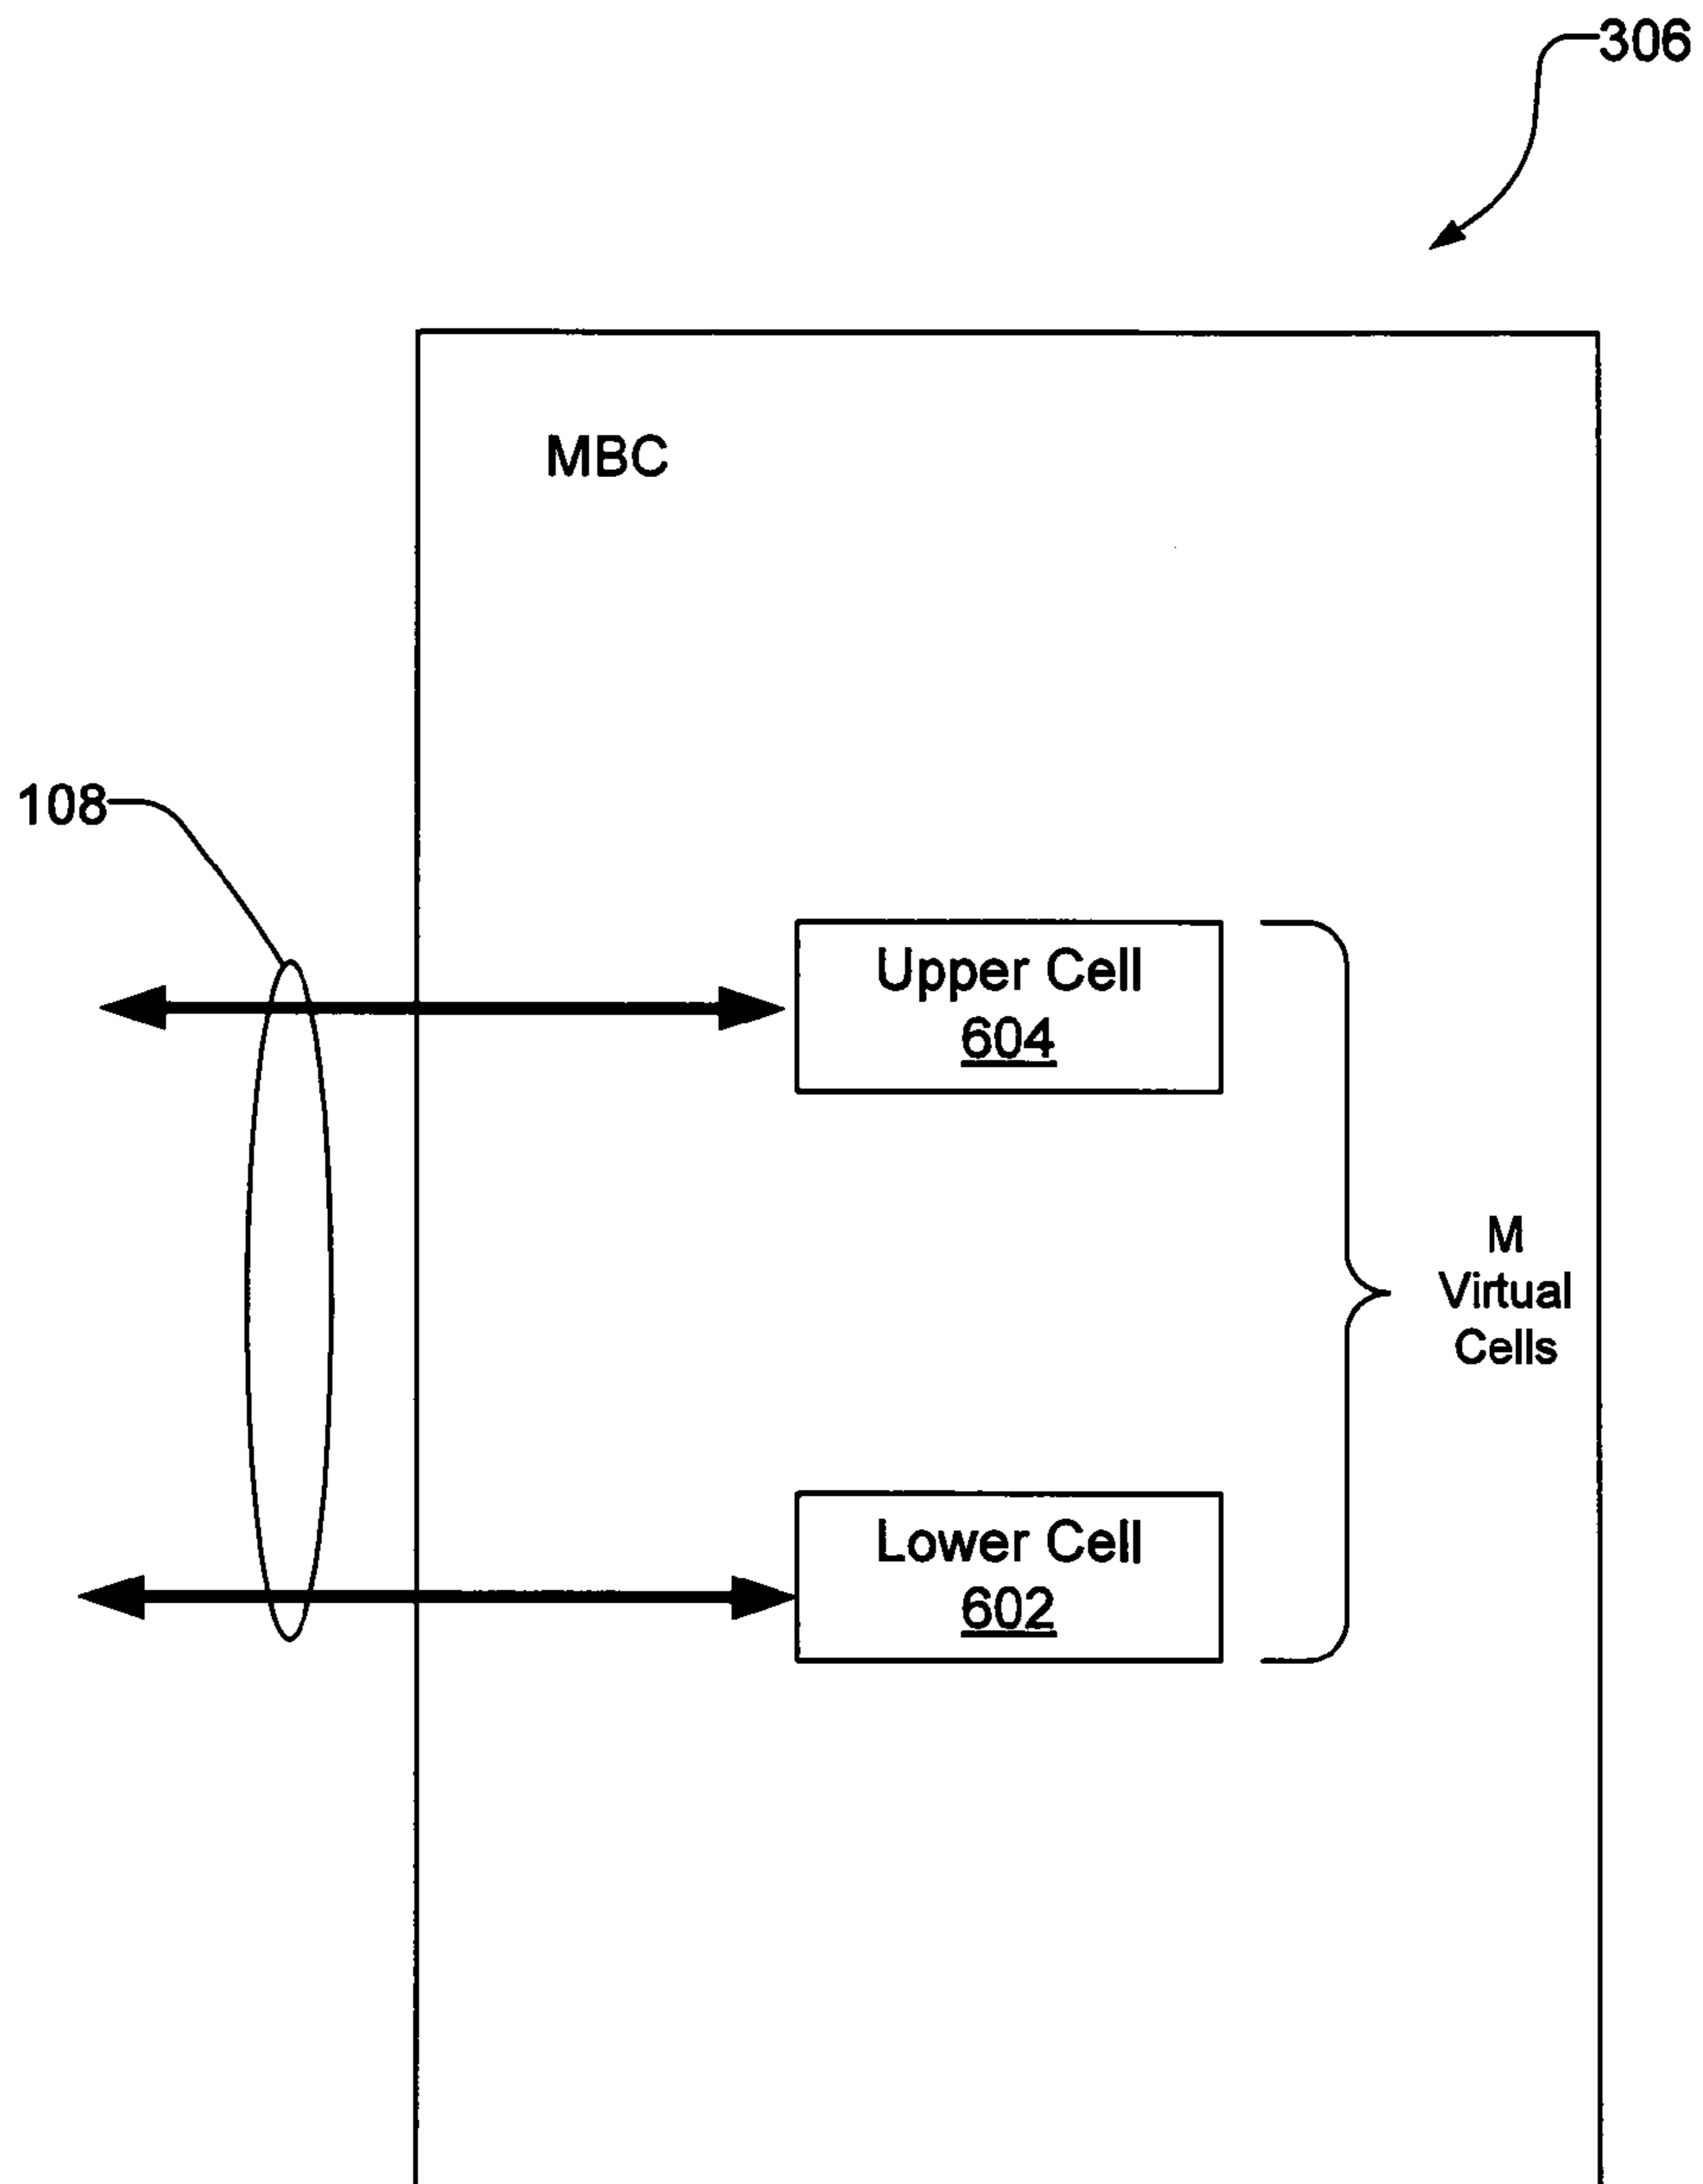 306
MBC
108
Upper Cell
604
M
Virtual
Cells
Lower Cell
602